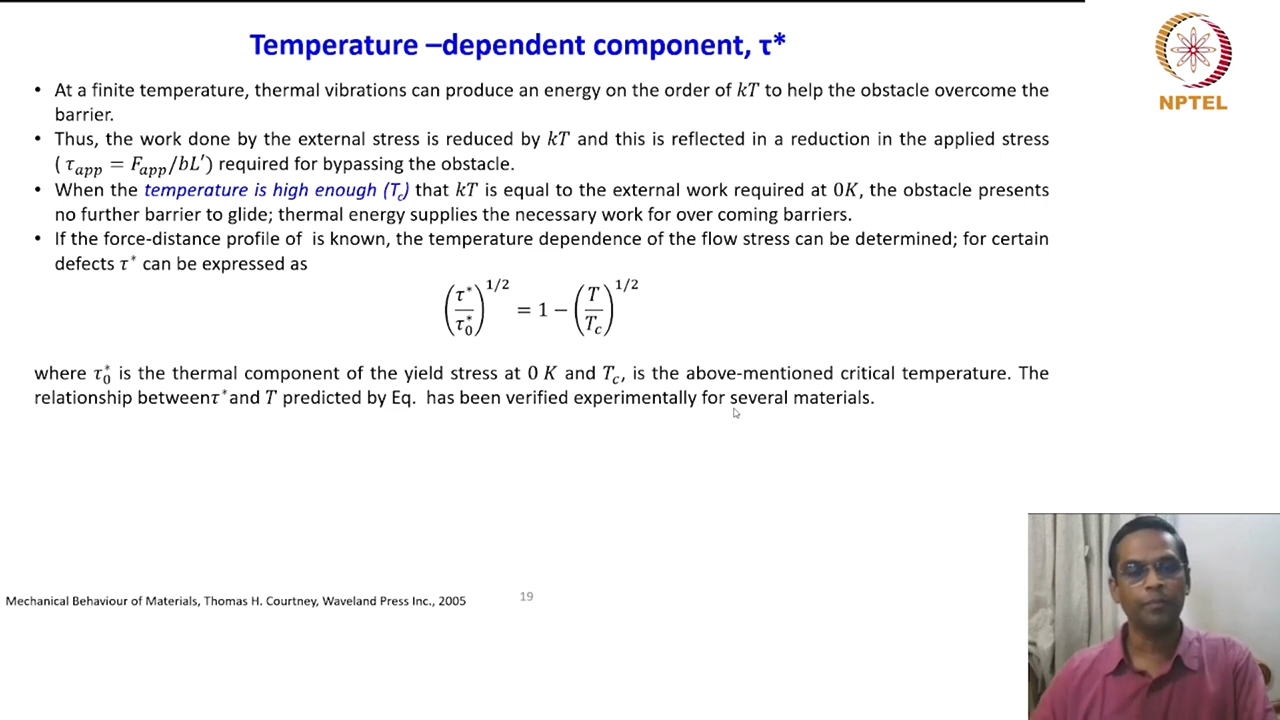 Temperature –dependent component, τ*
NPTEL
• At a finite temperature, thermal vibrations can produce an energy on the order of kT to help the obstacle overcome the
barrier.
• Thus, the work done by the external stress is reduced by kT and this is reflected in a reduction in the applied stress
( τ_app = F_app/bL′) required for bypassing the obstacle.
• When the temperature is high enough (T_c) that kT is equal to the external work required at 0K, the obstacle presents
no further barrier to glide; thermal energy supplies the necessary work for over coming barriers.
• If the force-distance profile of is known, the temperature dependence of the flow stress can be determined; for certain
defects τ* can be expressed as
(τ*/τ₀*)^1/2 = 1 − (T/T_c)^1/2
where τ₀* is the thermal component of the yield stress at 0 K and T_c, is the above-mentioned critical temperature. The
relationship betweenτ*and T predicted by Eq. has been verified experimentally for several materials.
Mechanical Behaviour of Materials, Thomas H. Courtney, Waveland Press Inc., 2005
19